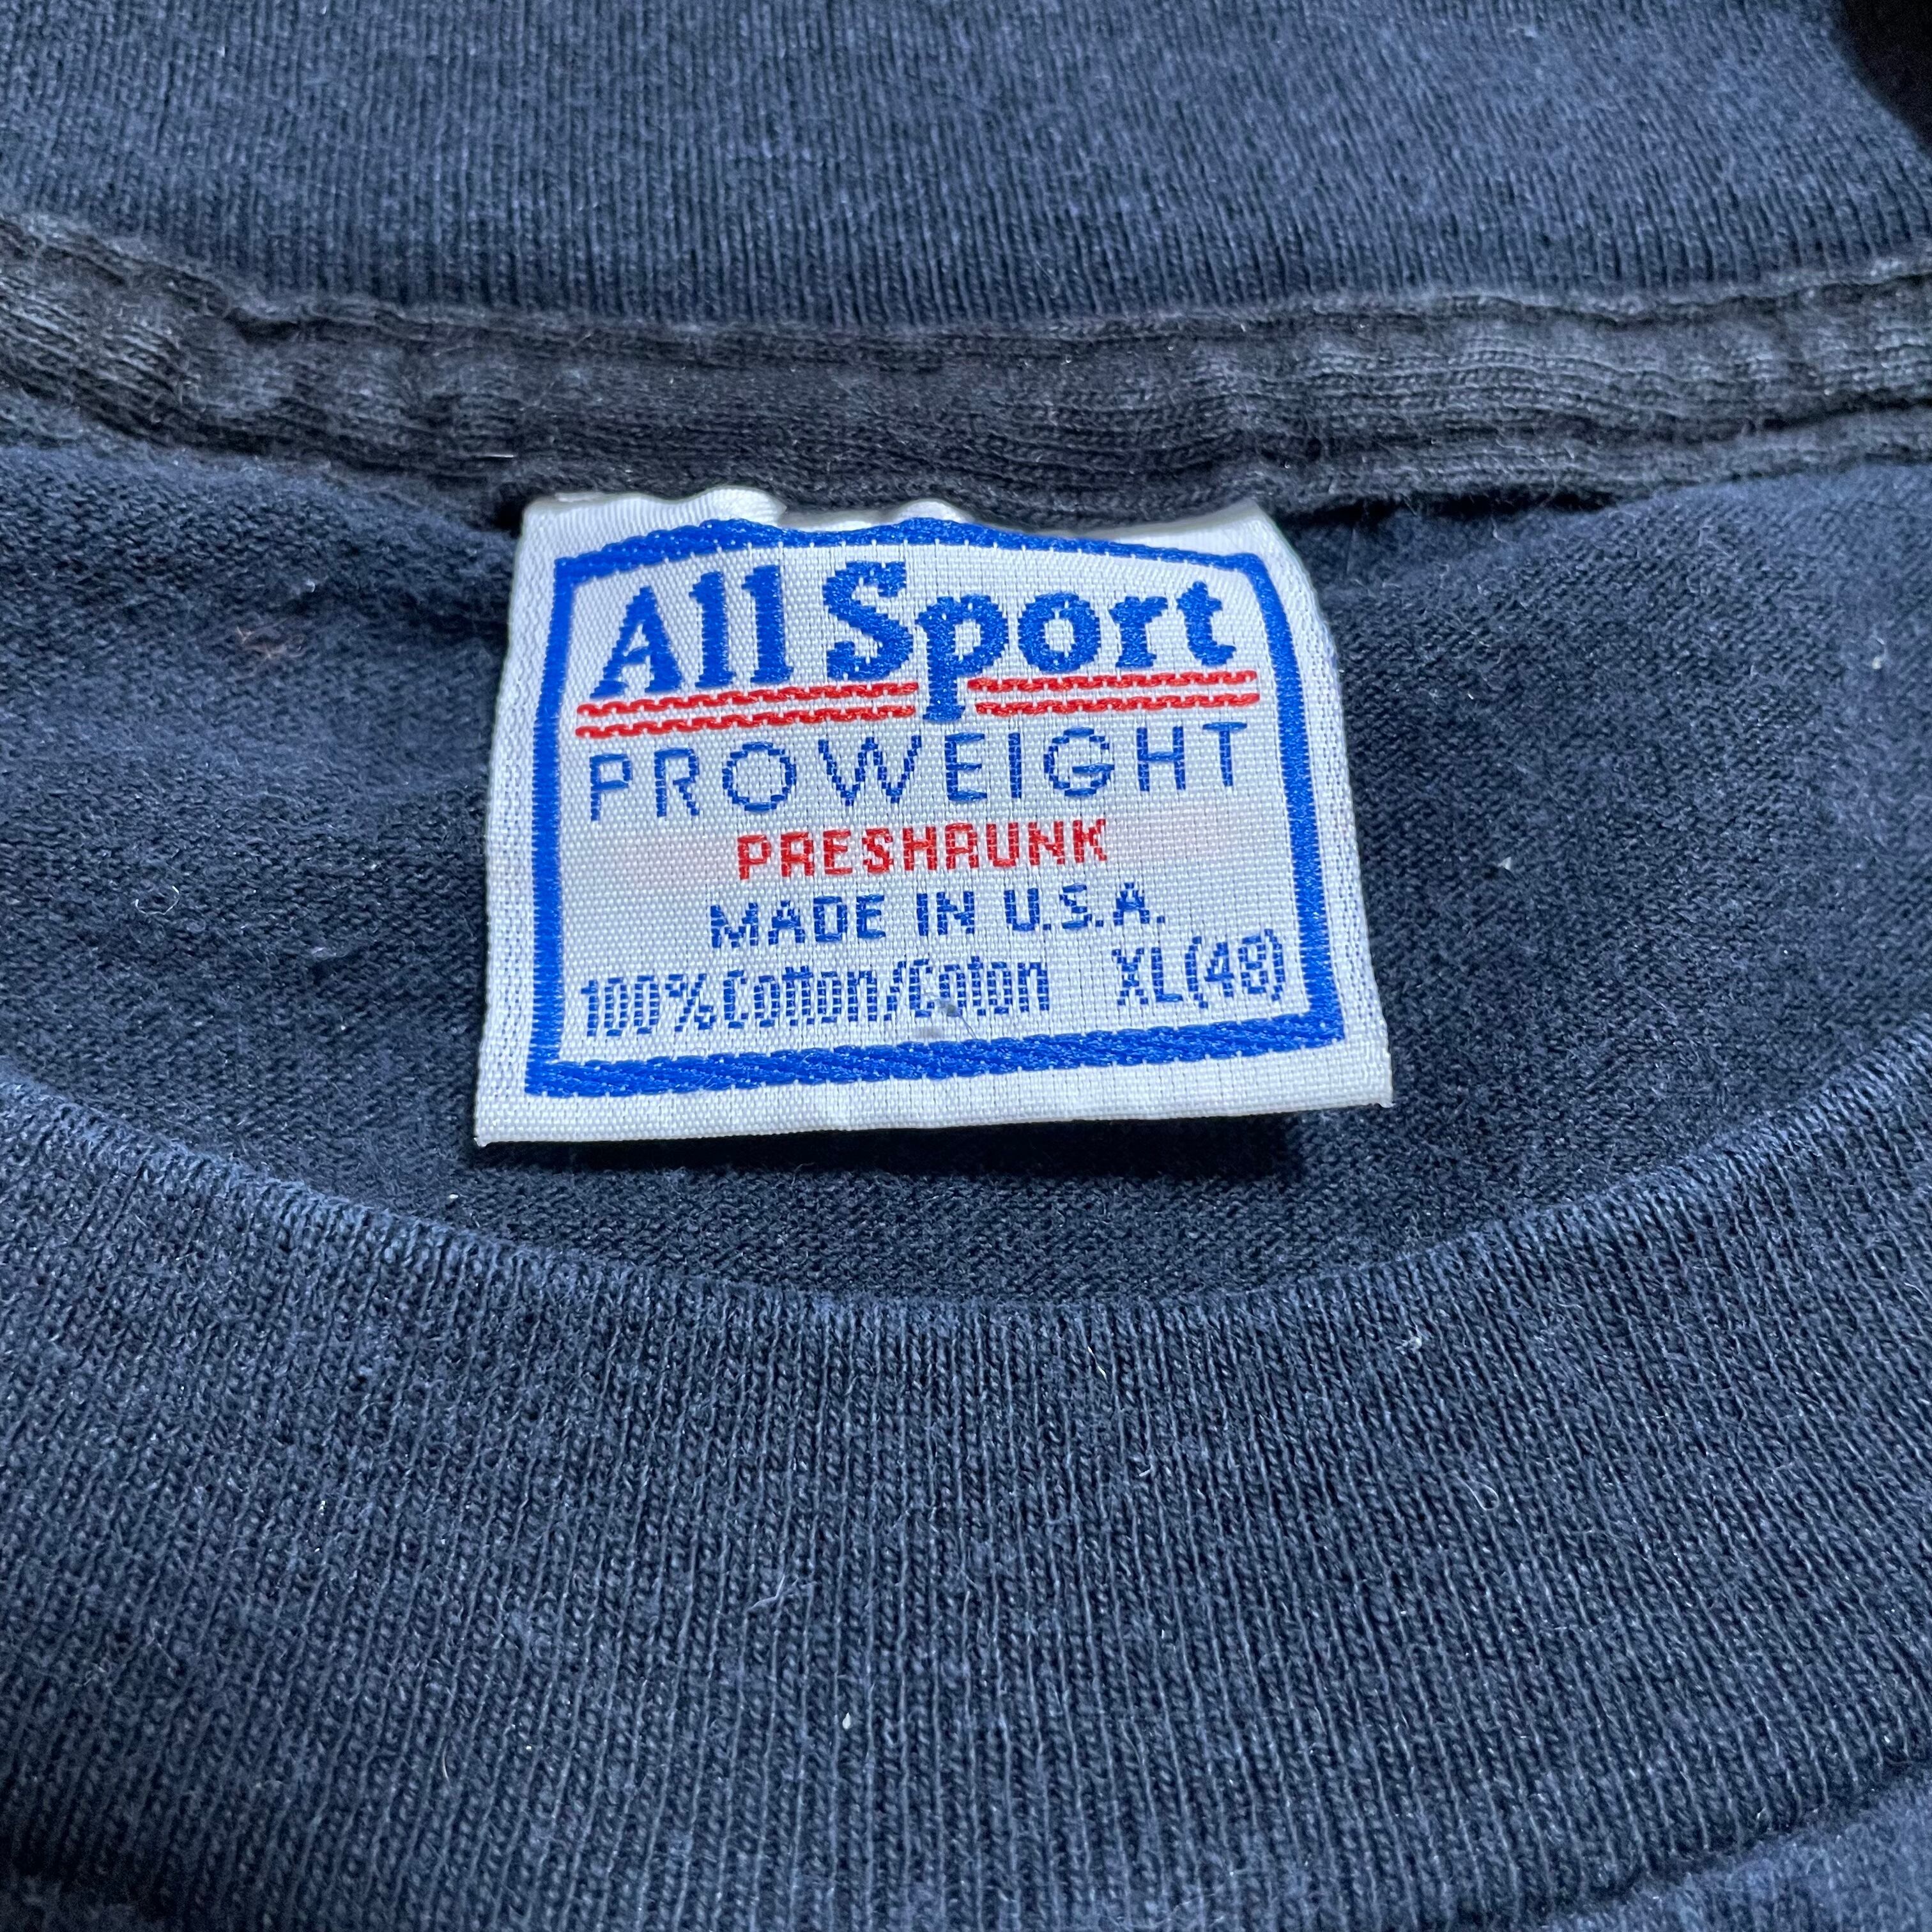 All Sport
PROWEIGHT
PRESHRUNK
MADE IN U.S.A.
100% Cotton/Coton XL(48)